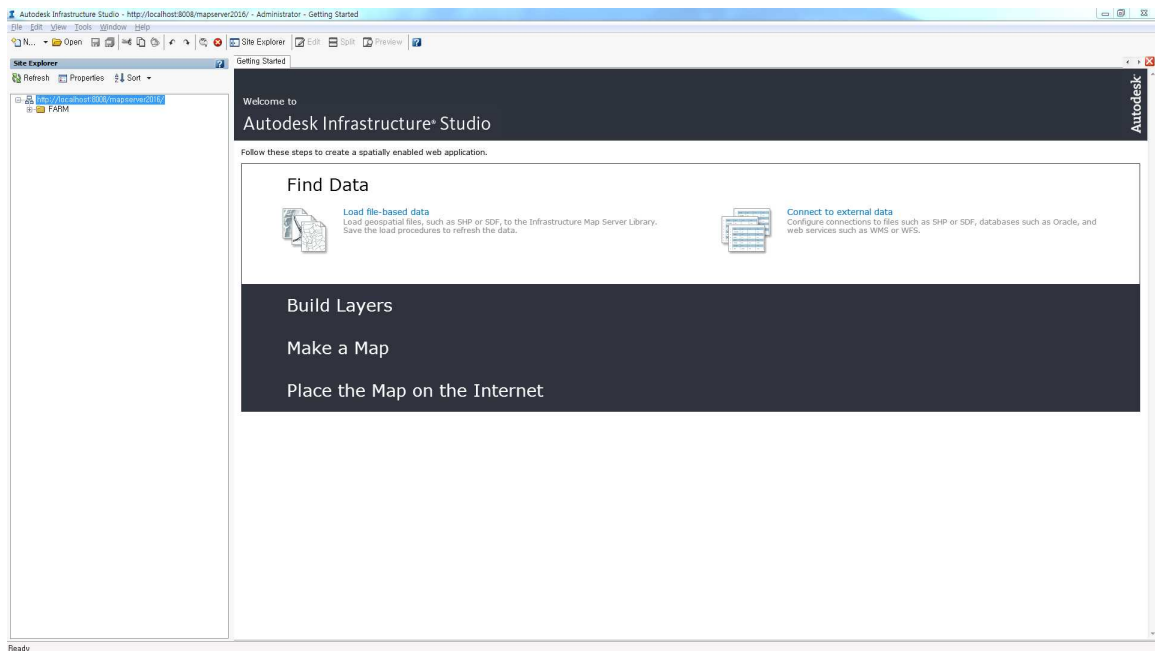 Autodesk Infrastructure Studio - http://localhost:8008/mapserver2016/ - Administrator - Getting Started
File Edit View Tools Window Help
N... Open Site Explorer Edit Split Preview
Site Explorer
Getting Started
Refresh Properties Sort
http://localhost:8008/mapserver2016/
FARM
Welcome to
Autodesk Infrastructure® Studio
Autodesk
Follow these steps to create a spatially enabled web application.
Find Data
Load file-based data
Load geospatial files, such as SHP or SDF, to the Infrastructure Map Server Library.
Save the load procedures to refresh the data.
Connect to external data
Configure connections to files such as SHP or SDF, databases such as Oracle, and
web services such as WMS or WFS.
Build Layers
Make a Map
Place the Map on the Internet
Ready